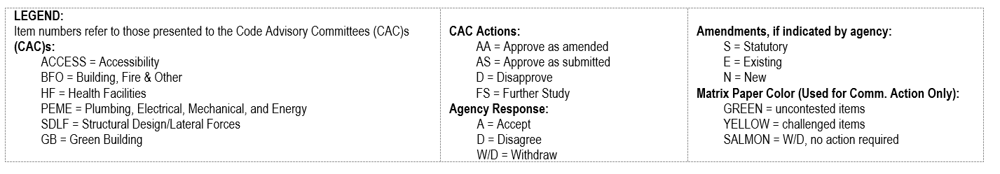 LEGEND:
Item numbers refer to those presented to the Code Advisory Committees (CAC)s
(CAC)s:
ACCESS = Accessibility
BFO = Building, Fire & Other
HF = Health Facilities
PEME = Plumbing, Electrical, Mechanical, and Energy
SDLF = Structural Design/Lateral Forces
GB = Green Building
CAC Actions:
AA = Approve as amended
AS = Approve as submitted
D = Disapprove
FS = Further Study
Agency Response:
A = Accept
D = Disagree
W/D = Withdraw
Amendments, if indicated by agency:
S = Statutory
E = Existing
N = New
Matrix Paper Color (Used for Comm. Action Only):
GREEN = uncontested items
YELLOW = challenged items
SALMON = W/D, no action required